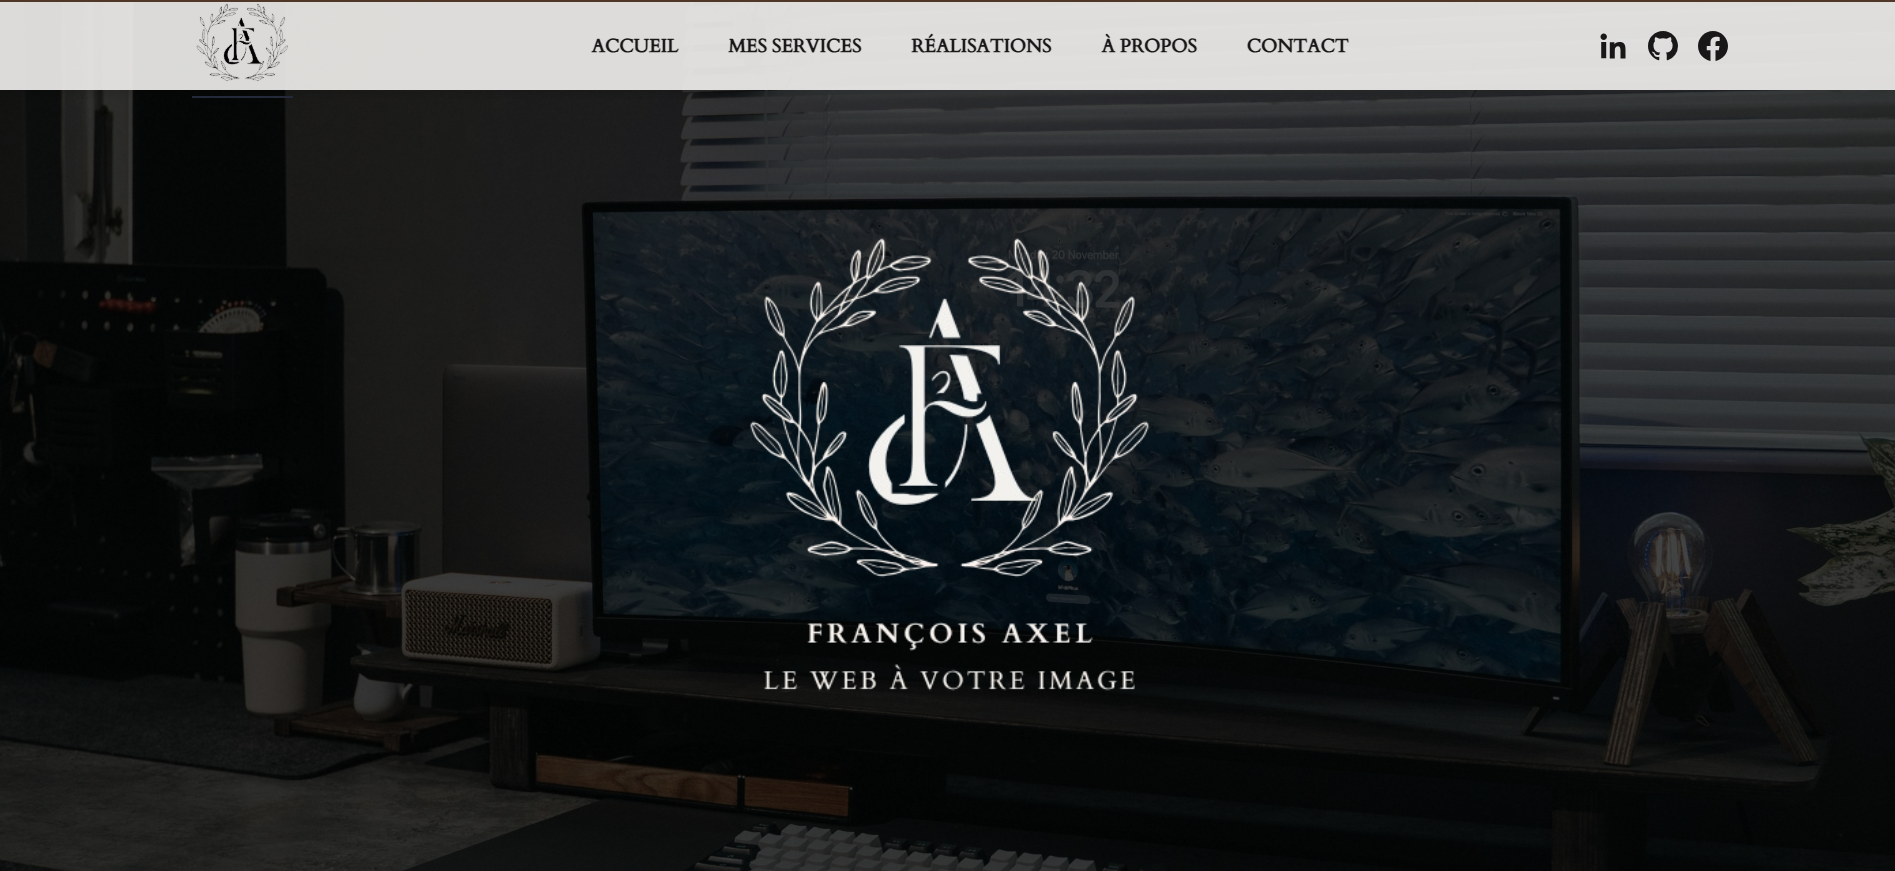 ACCUEIL MES SERVICES RÉALISATIONS À PROPOS CONTACT
20 November
FRANÇOIS AXEL
LE WEB À VOTRE IMAGE